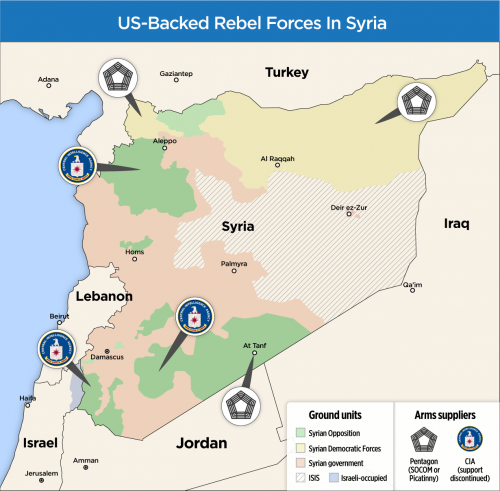 US-Backed Rebel Forces In Syria
Adana
Gaziantep
Turkey
Aleppo
Al Raqqah
Syria
Deir ez-Zur
Iraq
Homs
Palmyra
Qa'im
Lebanon
Beirut
Damascus
At Tanf
Haifa
Israel
Jordan
Amman
Jerusalem
Ground units
Syrian Opposition
Syrian Democratic Forces
Syrian government
ISIS
Israeli-occupied
Arms suppliers
Pentagon
(SOCOM or
Picatinny)
CIA
(support
discontinued)